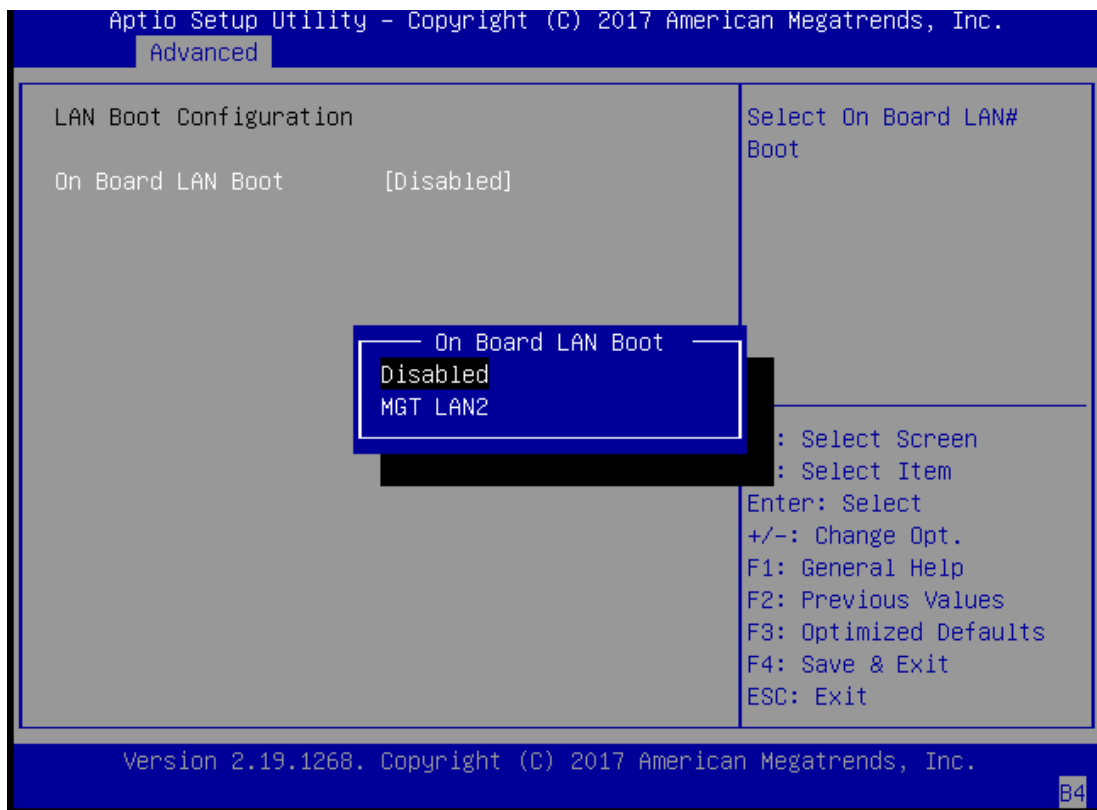 Aptio Setup Utility – Copyright (C) 2017 American Megatrends, Inc.
Advanced
LAN Boot Configuration
On Board LAN Boot [Disabled]
Select On Board LAN#
Boot
On Board LAN Boot
Disabled
MGT LAN2
: Select Screen
: Select Item
Enter: Select
+/-: Change Opt.
F1: General Help
F2: Previous Values
F3: Optimized Defaults
F4: Save & Exit
ESC: Exit
Version 2.19.1268. Copyright (C) 2017 American Megatrends, Inc.
B4